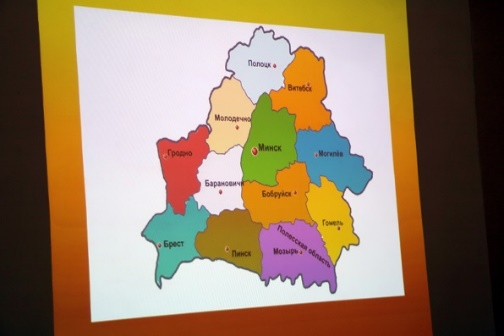 Полоцк
Витебск
Молодечно
Минск
Гродно
Могилёв
Барановичи
Бобруйск
Гомель
Брест
Пинск
Мозырь
Полесская область